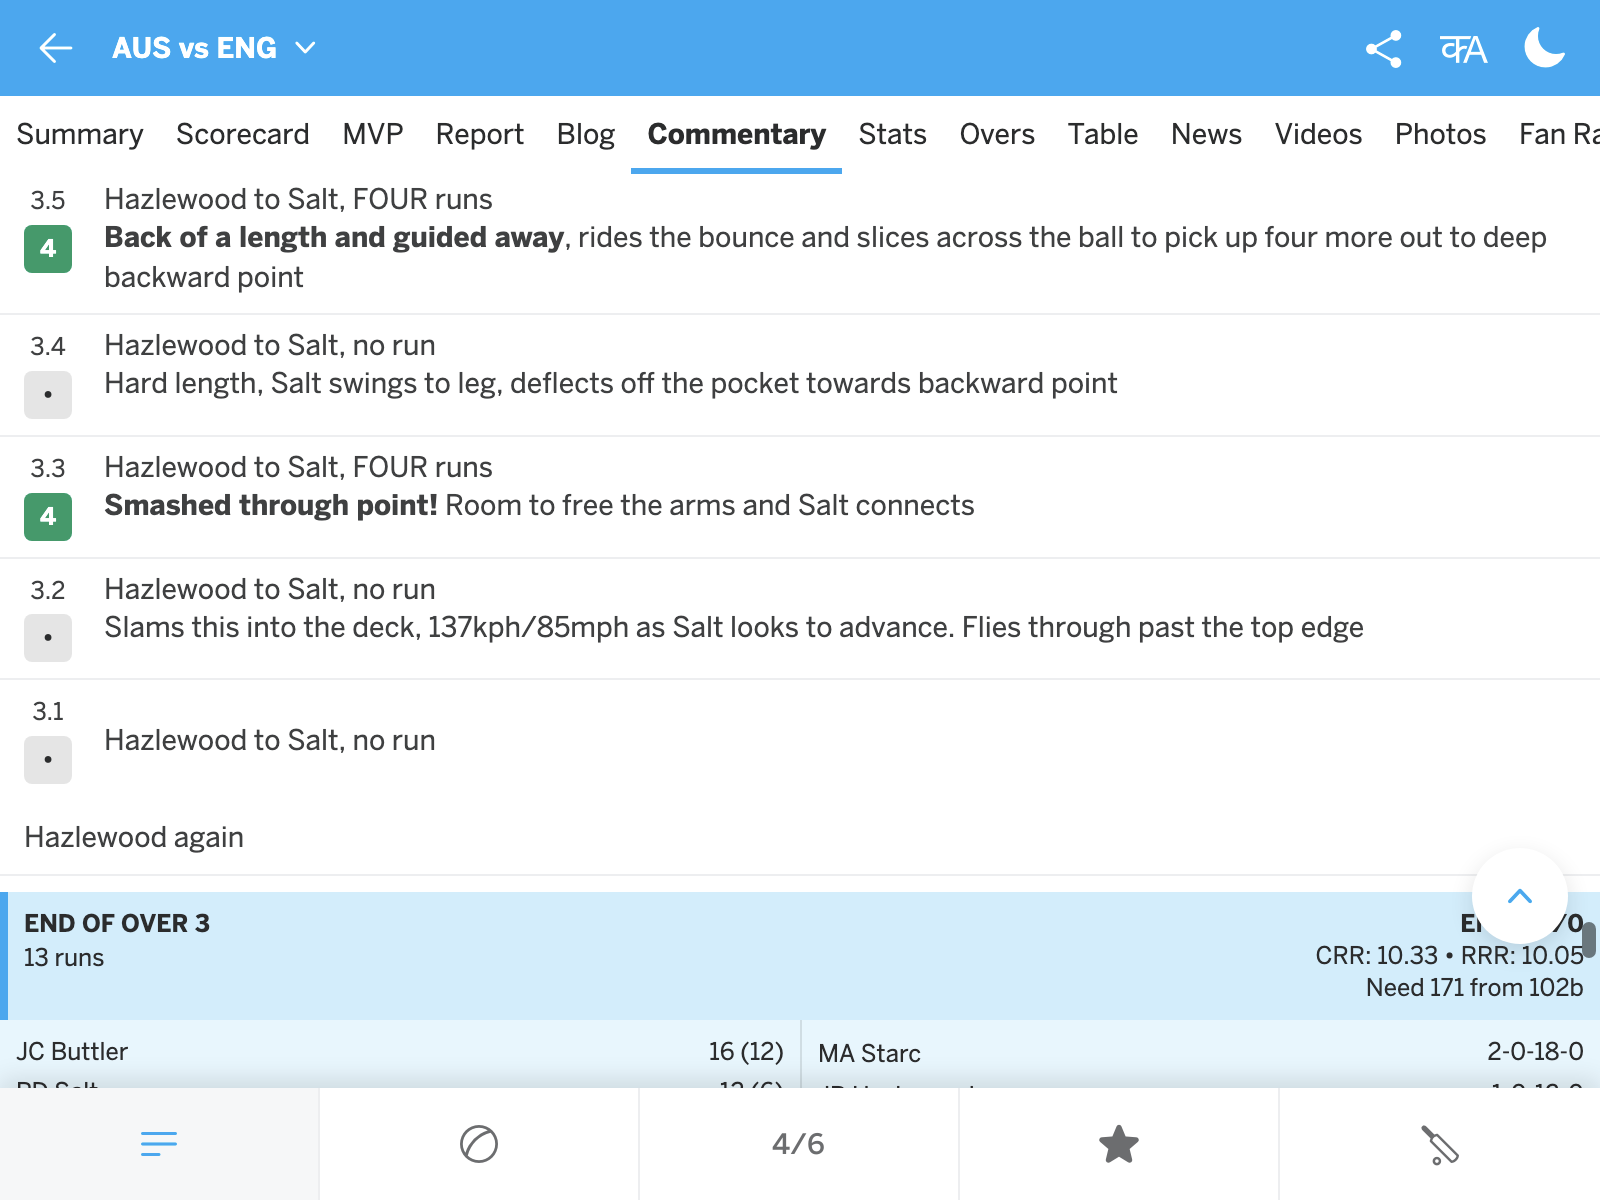 AUS vs ENG
Summary Scorecard MVP Report Blog Commentary Stats Overs Table News Videos Photos Fan Ra
3.5 Hazlewood to Salt, FOUR runs
4 Back of a length and guided away, rides the bounce and slices across the ball to pick up four more out to deep
backward point
3.4 Hazlewood to Salt, no run
• Hard length, Salt swings to leg, deflects off the pocket towards backward point
3.3 Hazlewood to Salt, FOUR runs
4 Smashed through point! Room to free the arms and Salt connects
3.2 Hazlewood to Salt, no run
• Slams this into the deck, 137kph/85mph as Salt looks to advance. Flies through past the top edge
3.1
• Hazlewood to Salt, no run
Hazlewood again
END OF OVER 3
13 runs
/0
CRR: 10.33 • RRR: 10.05
Need 171 from 102b
JC Buttler 16 (12) MA Starc 2-0-18-0
4/6